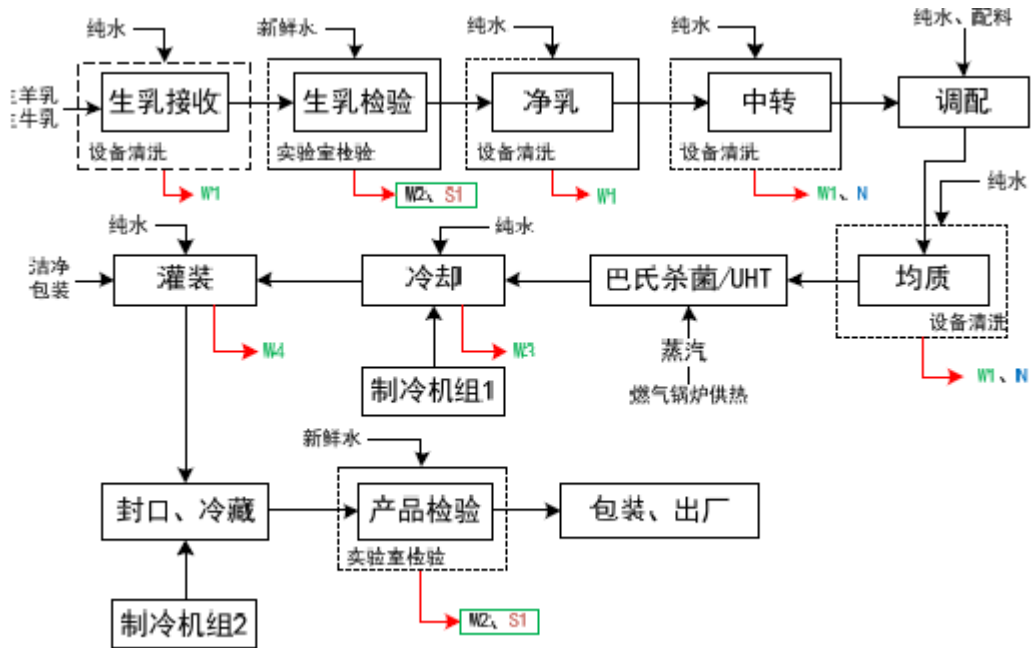 纯水
新鲜水
纯水
纯水
纯水、配料
羊乳
牛乳
生乳接收
生乳检验
净乳
中转
调配
设备清洗
实验室检验
设备清洗
设备清洗
W1
W2、S1
W1
W1、N
纯水
纯水
纯水
洁净
包装
灌装
冷却
巴氏杀菌/UHT
均质
设备清洗
W4
W3
蒸汽
W1、N
制冷机组1
燃气锅炉供热
新鲜水
封口、冷藏
产品检验
包装、出厂
实验室检验
制冷机组2
W2、S1